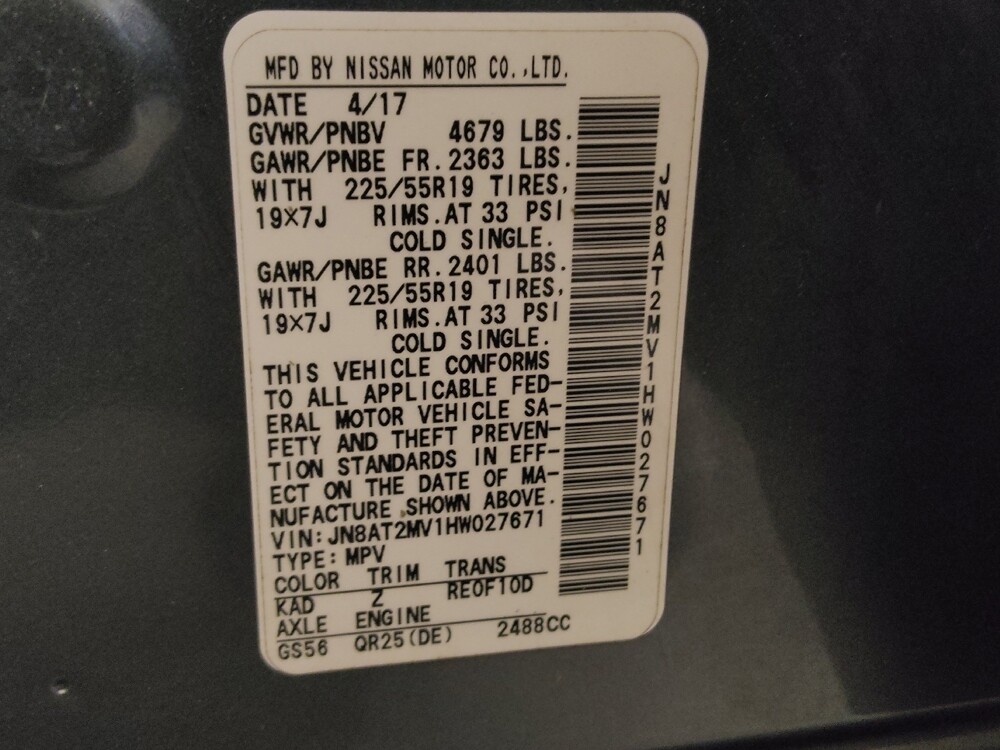 MFD BY NISSAN MOTOR CO.,LTD.
DATE 4/17
GVWR/PNBV 4679 LBS.
GAWR/PNBE FR.2363 LBS.
WITH 225/55R19 TIRES,
19×7J RIMS.AT 33 PSI
COLD SINGLE.
GAWR/PNBE RR.2401 LBS.
WITH 225/55R19 TIRES,
19×7J RIMS.AT 33 PSI
COLD SINGLE.
THIS VEHICLE CONFORMS
TO ALL APPLICABLE FED-
ERAL MOTOR VEHICLE SA-
FETY AND THEFT PREVEN-
TION STANDARDS IN EFF-
ECT ON THE DATE OF MA-
NUFACTURE SHOWN ABOVE.
VIN:JN8AT2MV1HW027671
TYPE:MPV
COLOR TRIM TRANS
KAD Z RE0F10D
AXLE ENGINE
GS56 QR25(DE) 2488CC
JN8AT2MV1HW027671